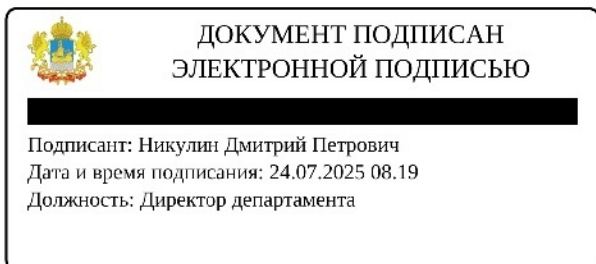 ДОКУМЕНТ ПОДПИСАН
ЭЛЕКТРОННОЙ ПОДПИСЬЮ
Подписант: Никулин Дмитрий Петрович
Дата и время подписания: 24.07.2025 08.19
Должность: Директор департамента